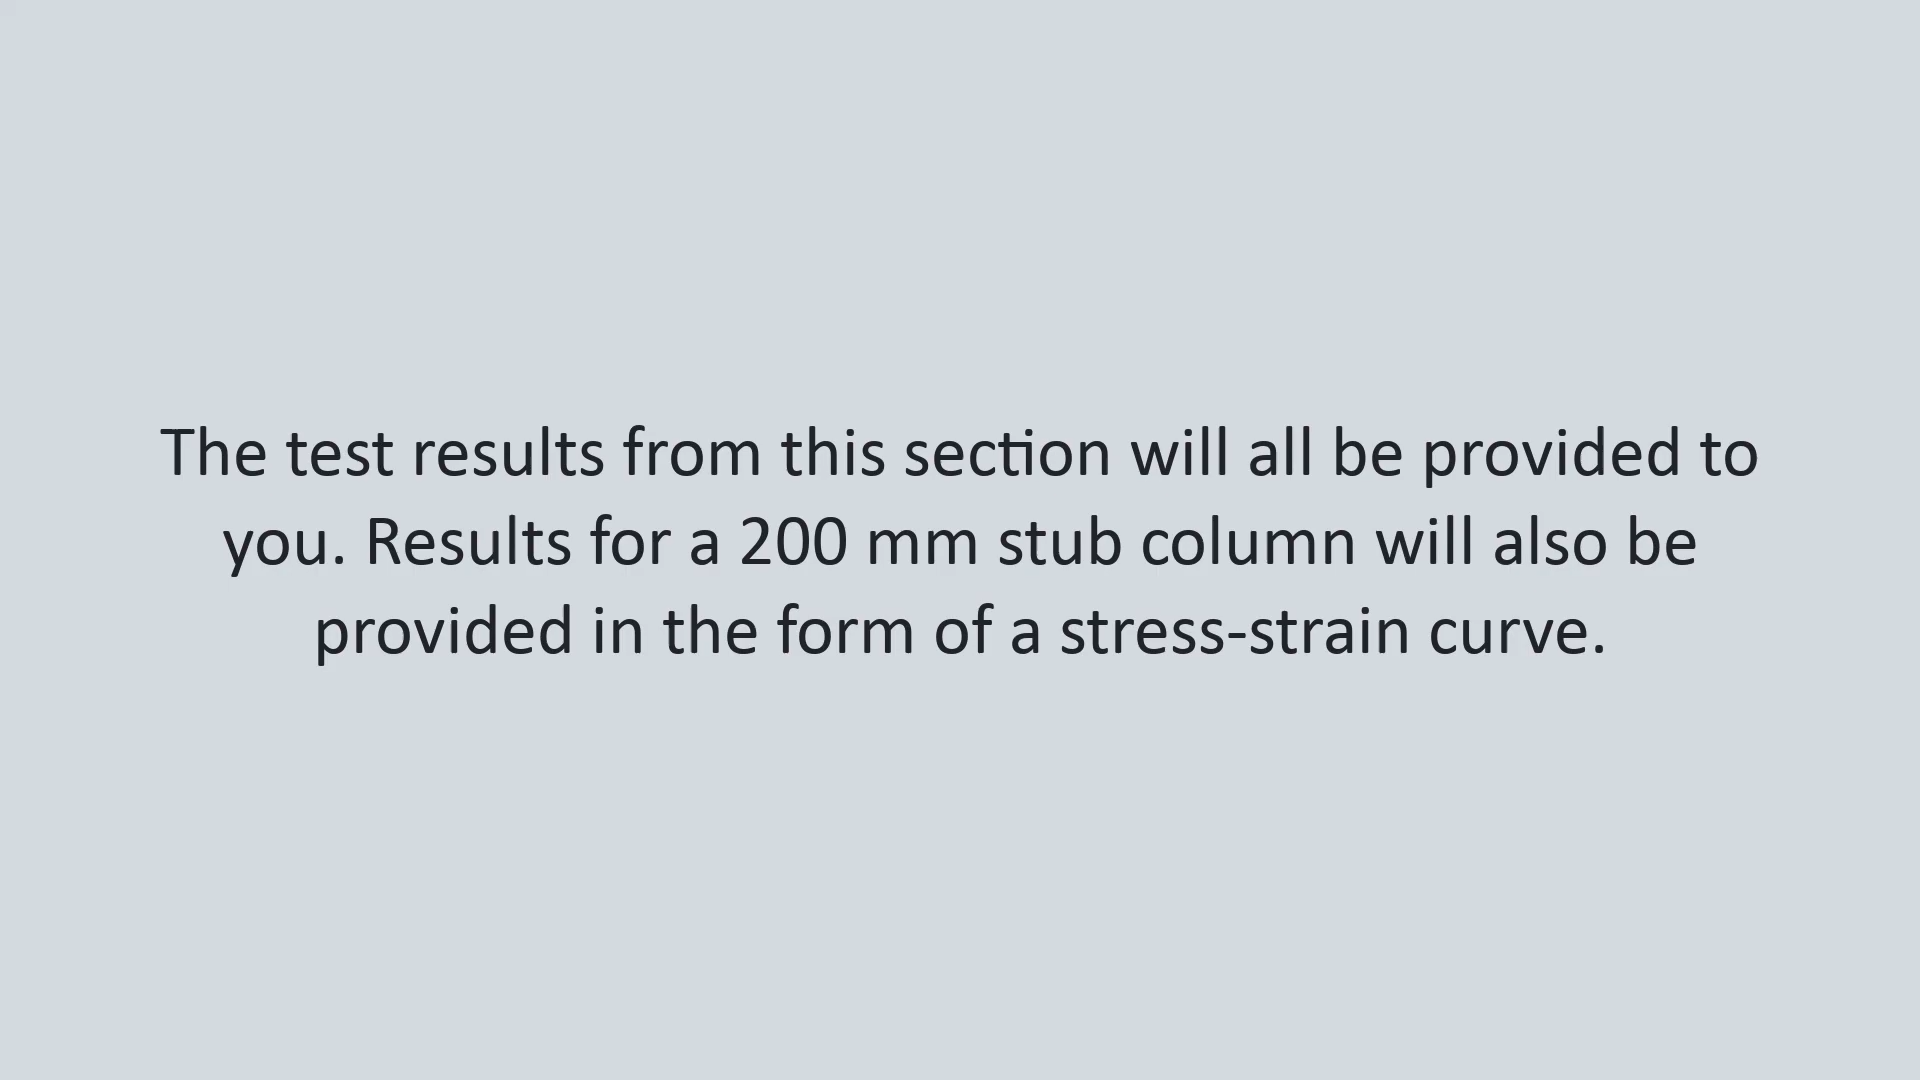 The test results from this section will all be provided to
you. Results for a 200 mm stub column will also be
provided in the form of a stress-strain curve.